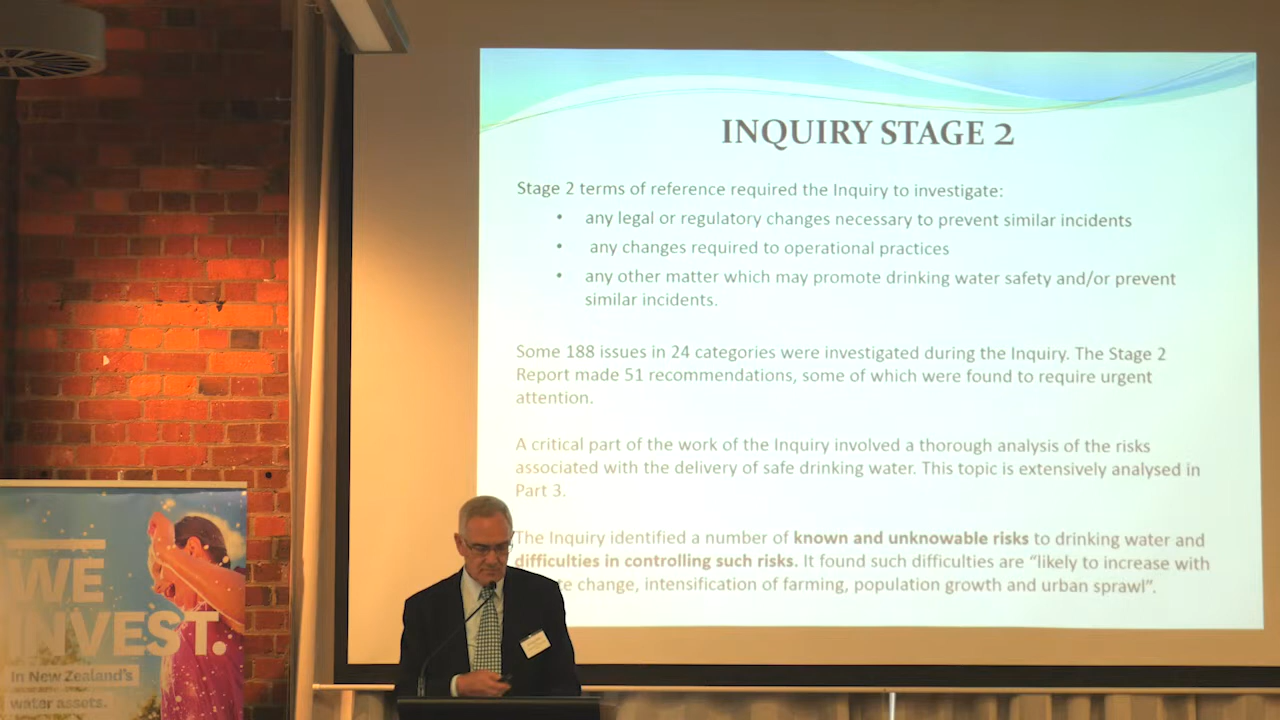 INQUIRY STAGE 2
Stage 2 terms of reference required the Inquiry to investigate:
• any legal or regulatory changes necessary to prevent similar incidents
• any changes required to operational practices
• any other matter which may promote drinking water safety and/or prevent
similar incidents.
Some 188 issues in 24 categories were investigated during the Inquiry. The Stage 2
Report made 51 recommendations, some of which were found to require urgent
attention.
A critical part of the work of the Inquiry involved a thorough analysis of the risks
associated with the delivery of safe drinking water. This topic is extensively analysed in
Part 3.
The Inquiry identified a number of known and unknowable risks to drinking water and
difficulties in controlling such risks. It found such difficulties are “likely to increase with
change, intensification of farming, population growth and urban sprawl”.
WE
INVEST.
In New Zealand's
water assets.